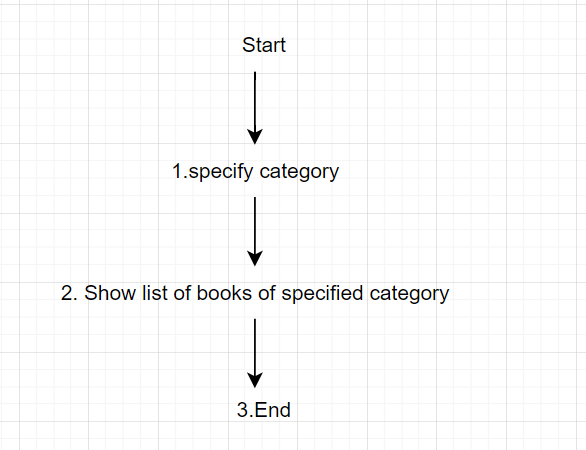 Start
1.specify category
2. Show list of books of specified category
3.End